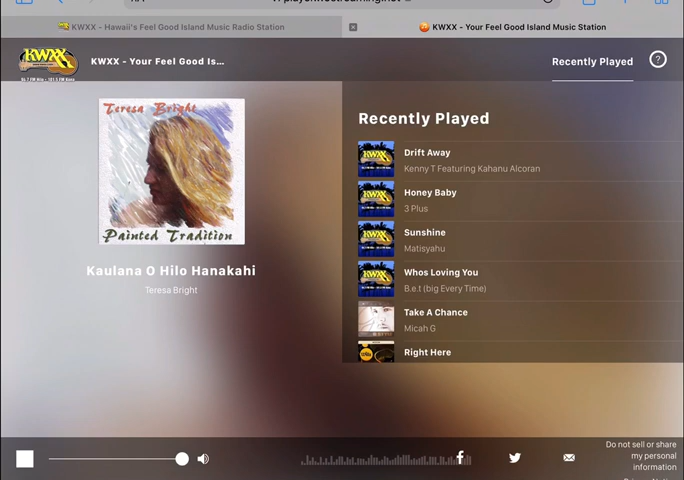 KWXX - Hawaii's Feel Good Island Music Radio Station
KWXX - Your Feel Good Island Music Station
KWXX
KWXX - Your Feel Good Is...
Recently Played
?
Teresa Bright
Painted Tradition
Kaulana O Hilo Hanakahi
Teresa Bright
Recently Played
Drift Away
Kenny T Featuring Kahanu Alcoran
Honey Baby
3 Plus
Sunshine
Matisyahu
Whos Loving You
B.e.t (big Every Time)
Take A Chance
Micah G
Right Here
Do not sell or share
my personal
information